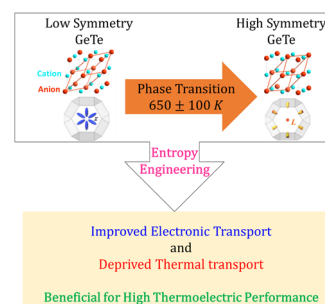 Low Symmetry
GeTe
High Symmetry
GeTe
Cation
Anion
Phase Transition
650 ± 100 K
L
Entropy
Engineering
Improved Electronic Transport
and
Deprived Thermal transport
Beneficial for High Thermoelectric Performance